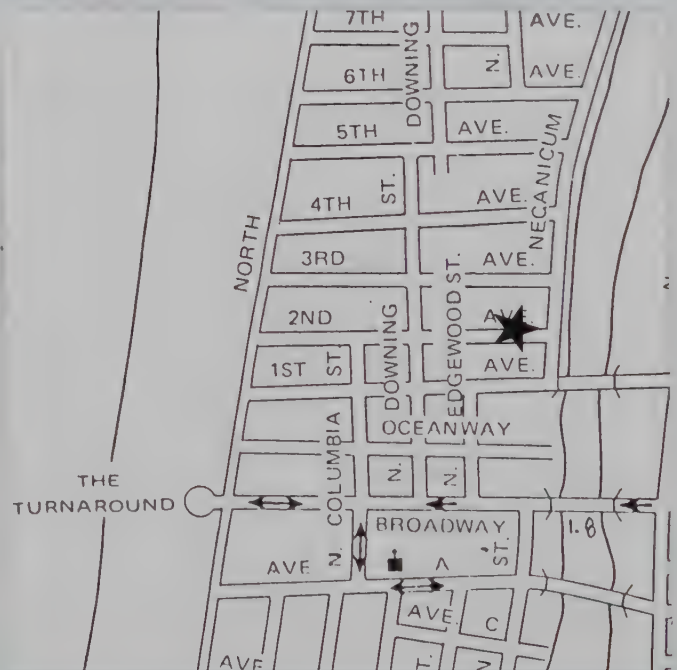 7TH AVE.
DOWNING
N.
6TH AVE.
5TH AVE.
NECANICUM
ST.
4TH AVE.
NORTH
3RD AVE.
EDGEWOOD ST.
2ND AVE.
DOWNING
1ST ST AVE.
OCEANWAY
N. COLUMBIA
N.
N.
THE
TURNAROUND
BROADWAY
1.8
ST.
AVE A
AVE. C
AVE
T.
N